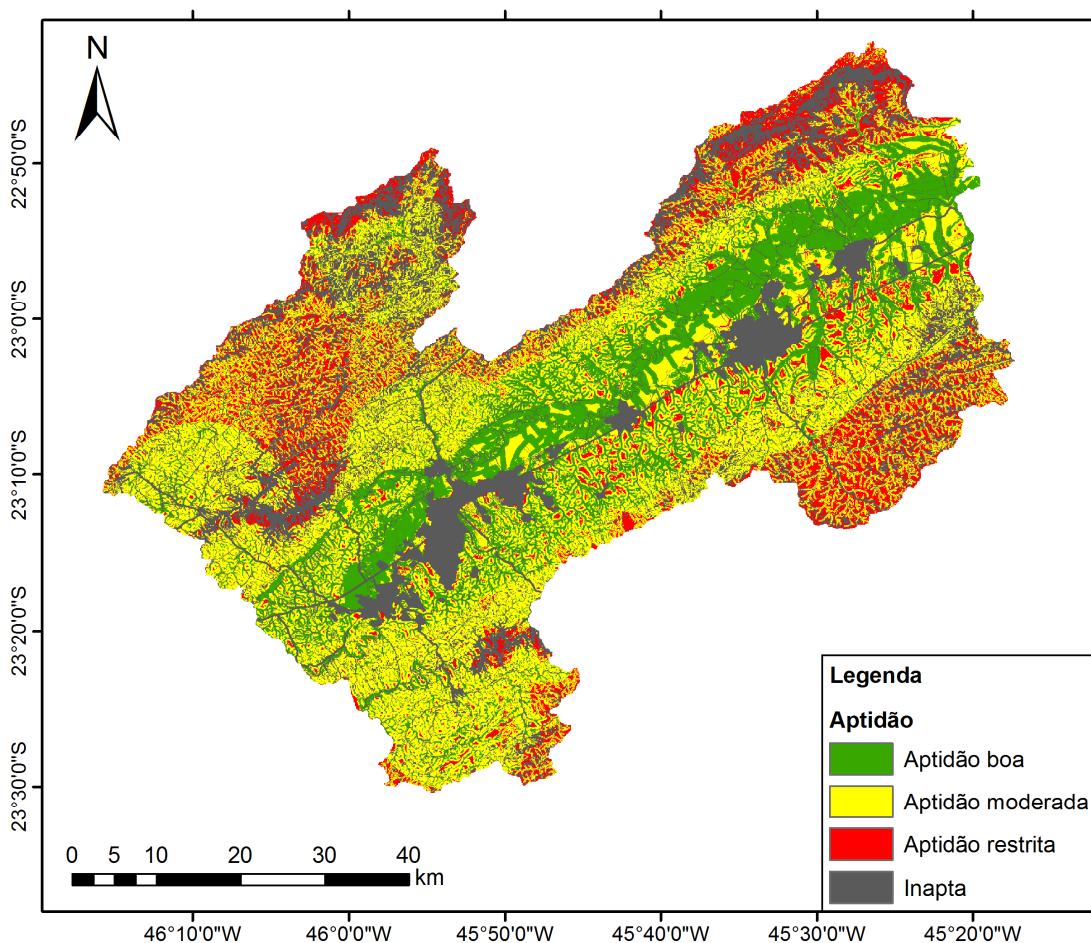 N
22°50'0"S
23°0'0"S
23°10'0"S
23°20'0"S
23°30'0"S
Legenda
Aptidão
Aptidão boa
Aptidão moderada
Aptidão restrita
Inapta
0 5 10 20 30 40
km
46°10'0"W 46°0'0"W 45°50'0"W 45°40'0"W 45°30'0"W 45°20'0"W